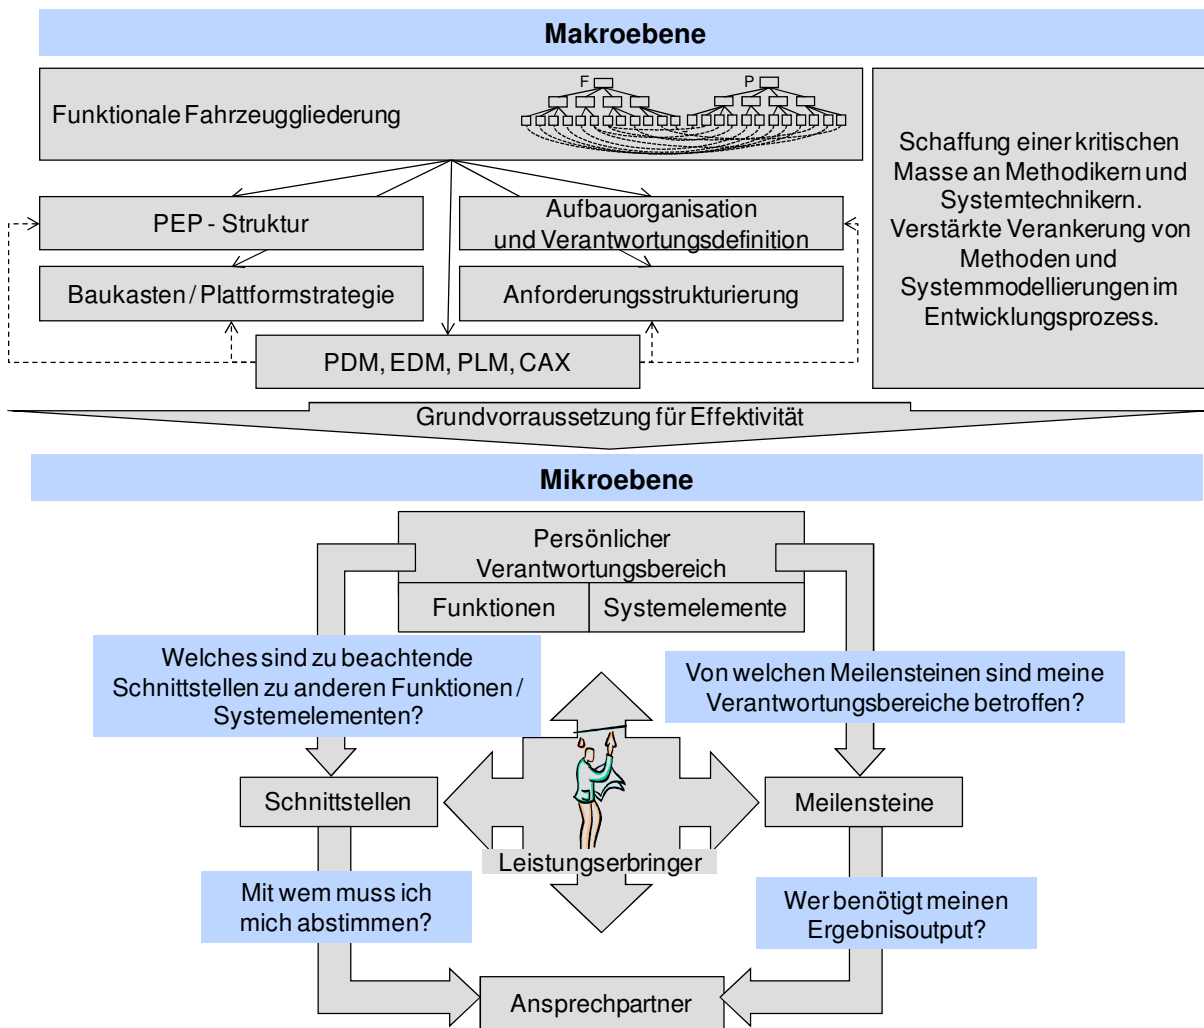 Makroebene
F
P
Funktionale Fahrzeuggliederung
Schaffung einer kritischen
Masse an Methodikern und
Systemtechnikern.
Verstärkte Verankerung von
Methoden und
Systemmodellierungen im
Entwicklungsprozess.
PEP - Struktur
Aufbauorganisation
und Verantwortungsdefinition
Baukasten / Plattformstrategie
Anforderungsstrukturierung
PDM, EDM, PLM, CAX
Grundvorraussetzung für Effektivität
Mikroebene
Persönlicher
Verantwortungsbereich
Funktionen
Systemelemente
Welches sind zu beachtende
Schnittstellen zu anderen Funktionen /
Systemelementen?
Von welchen Meilensteinen sind meine
Verantwortungsbereiche betroffen?
Schnittstellen
Meilensteine
Leistungserbringer
Mit wem muss ich
mich abstimmen?
Wer benötigt meinen
Ergebnisoutput?
Ansprechpartner